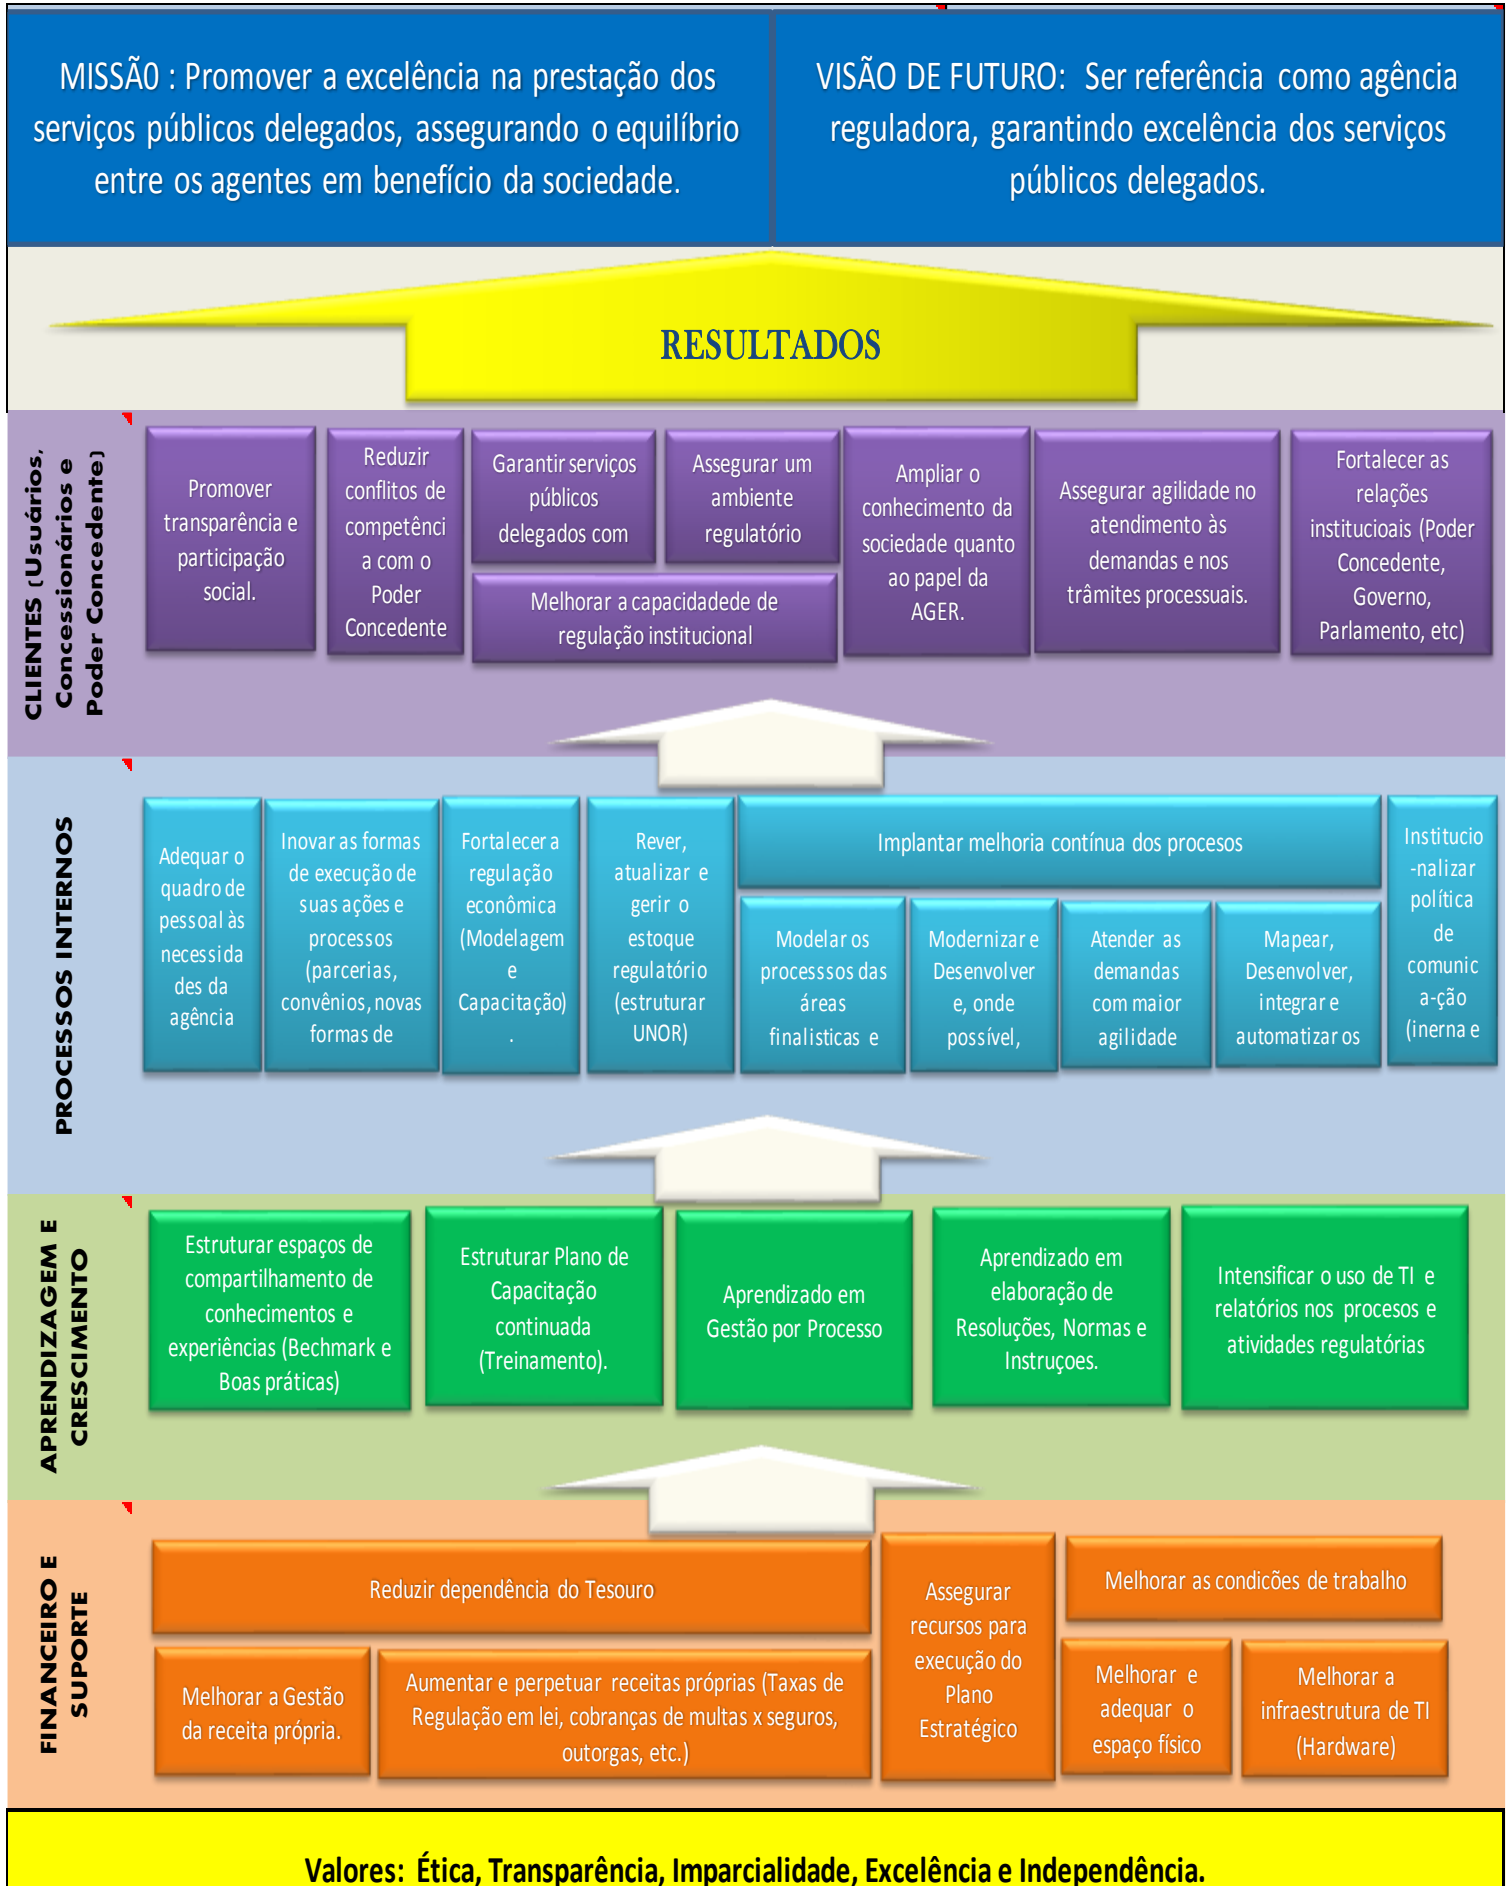 MISSÃ0 : Promover a excelência na prestação dos
serviços públicos delegados, assegurando o equilíbrio
entre os agentes em benefício da sociedade.
VISÃO DE FUTURO: Ser referência como agência
reguladora, garantindo excelência dos serviços
públicos delegados.
RESULTADOS
CLIENTES (Usuários,
Concessionários e
Poder Concedente)
Promover
transparência e
participação
social.
Reduzir
conflitos de
competênci
a com o
Poder
Concedente
Garantir serviços
públicos
delegados com
Assegurar um
ambiente
regulatório
Melhorar a capacidadede de
regulação institucional
Ampliar o
conhecimento da
sociedade quanto
ao papel da
AGER.
Assegurar agilidade no
atendimento às
demandas e nos
trâmites processuais.
Fortalecer as
relações
institucioais (Poder
Concedente,
Governo,
Parlamento, etc)
PROCESSOS INTERNOS
Adequar o
quadro de
pessoal às
necessida
des da
agência
Inovar as formas
de execução de
suas ações e
processos
(parcerias,
convênios, novas
formas de
Fortalecer a
regulação
econômica
(Modelagem
e
Capacitação)
.
Rever,
atualizar e
gerir o
estoque
regulatório
(estruturar
UNOR)
Implantar melhoria contínua dos procesos
Modelar os
processsos das
áreas
finalisticas e
Modernizar e
Desenvolver
e, onde
possível,
Atender as
demandas
com maior
agilidade
Mapear,
Desenvolver,
integrar e
automatizar os
Institucio
-nalizar
política
de
comunic
a-ção
(inerna e
APRENDIZAGEM E
CRESCIMENTO
Estruturar espaços de
compartilhamento de
conhecimentos e
experiências (Bechmark e
Boas práticas)
Estruturar Plano de
Capacitação
continuada
(Treinamento).
Aprendizado em
Gestão por Processo
Aprendizado em
elaboração de
Resoluções, Normas e
Instruçoes.
Intensificar o uso de TI e
relatórios nos procesos e
atividades regulatórias
FINANCEIRO E
SUPORTE
Reduzir dependência do Tesouro
Melhorar a Gestão
da receita própria.
Aumentar e perpetuar receitas próprias (Taxas de
Regulação em lei, cobranças de multas x seguros,
outorgas, etc.)
Assegurar
recursos para
execução do
Plano
Estratégico
Melhorar as condicões de trabalho
Melhorar e
adequar o
espaço físico
Melhorar a
infraestrutura de TI
(Hardware)
Valores: Ética, Transparência, Imparcialidade, Excelência e Independência.